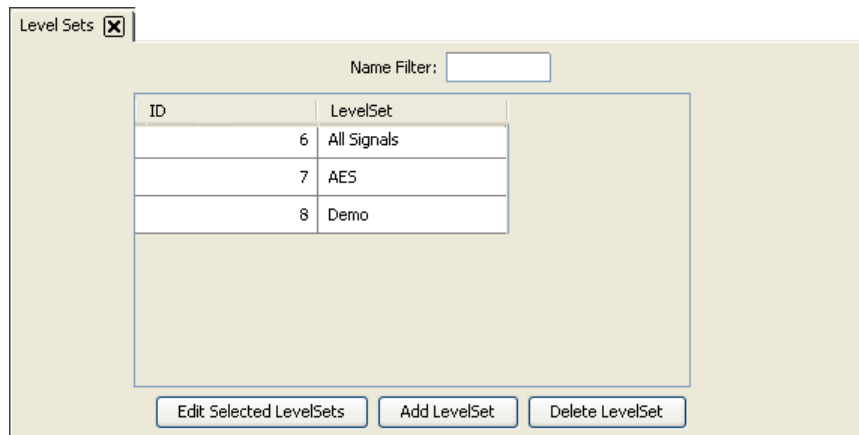 Level Sets
Name Filter:
ID LevelSet
6 All Signals
7 AES
8 Demo
Edit Selected LevelSets Add LevelSet Delete LevelSet